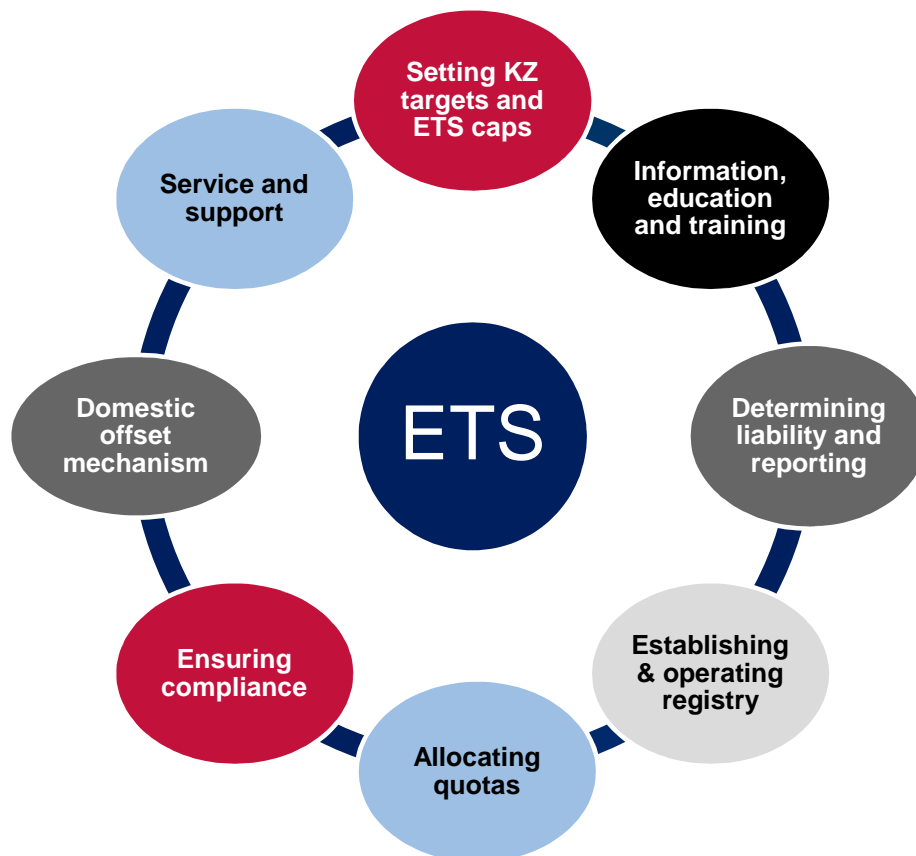 Setting KZ
targets and
ETS caps
Information,
education
and training
Determining
liability and
reporting
Establishing
& operating
registry
Allocating
quotas
Ensuring
compliance
Domestic
offset
mechanism
Service and
support
ETS